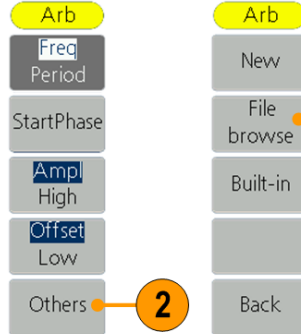 Arb
Freq
Period
StartPhase
Ampl
High
Offset
Low
Others
2
Arb
New
File
browse
Built-in
Back